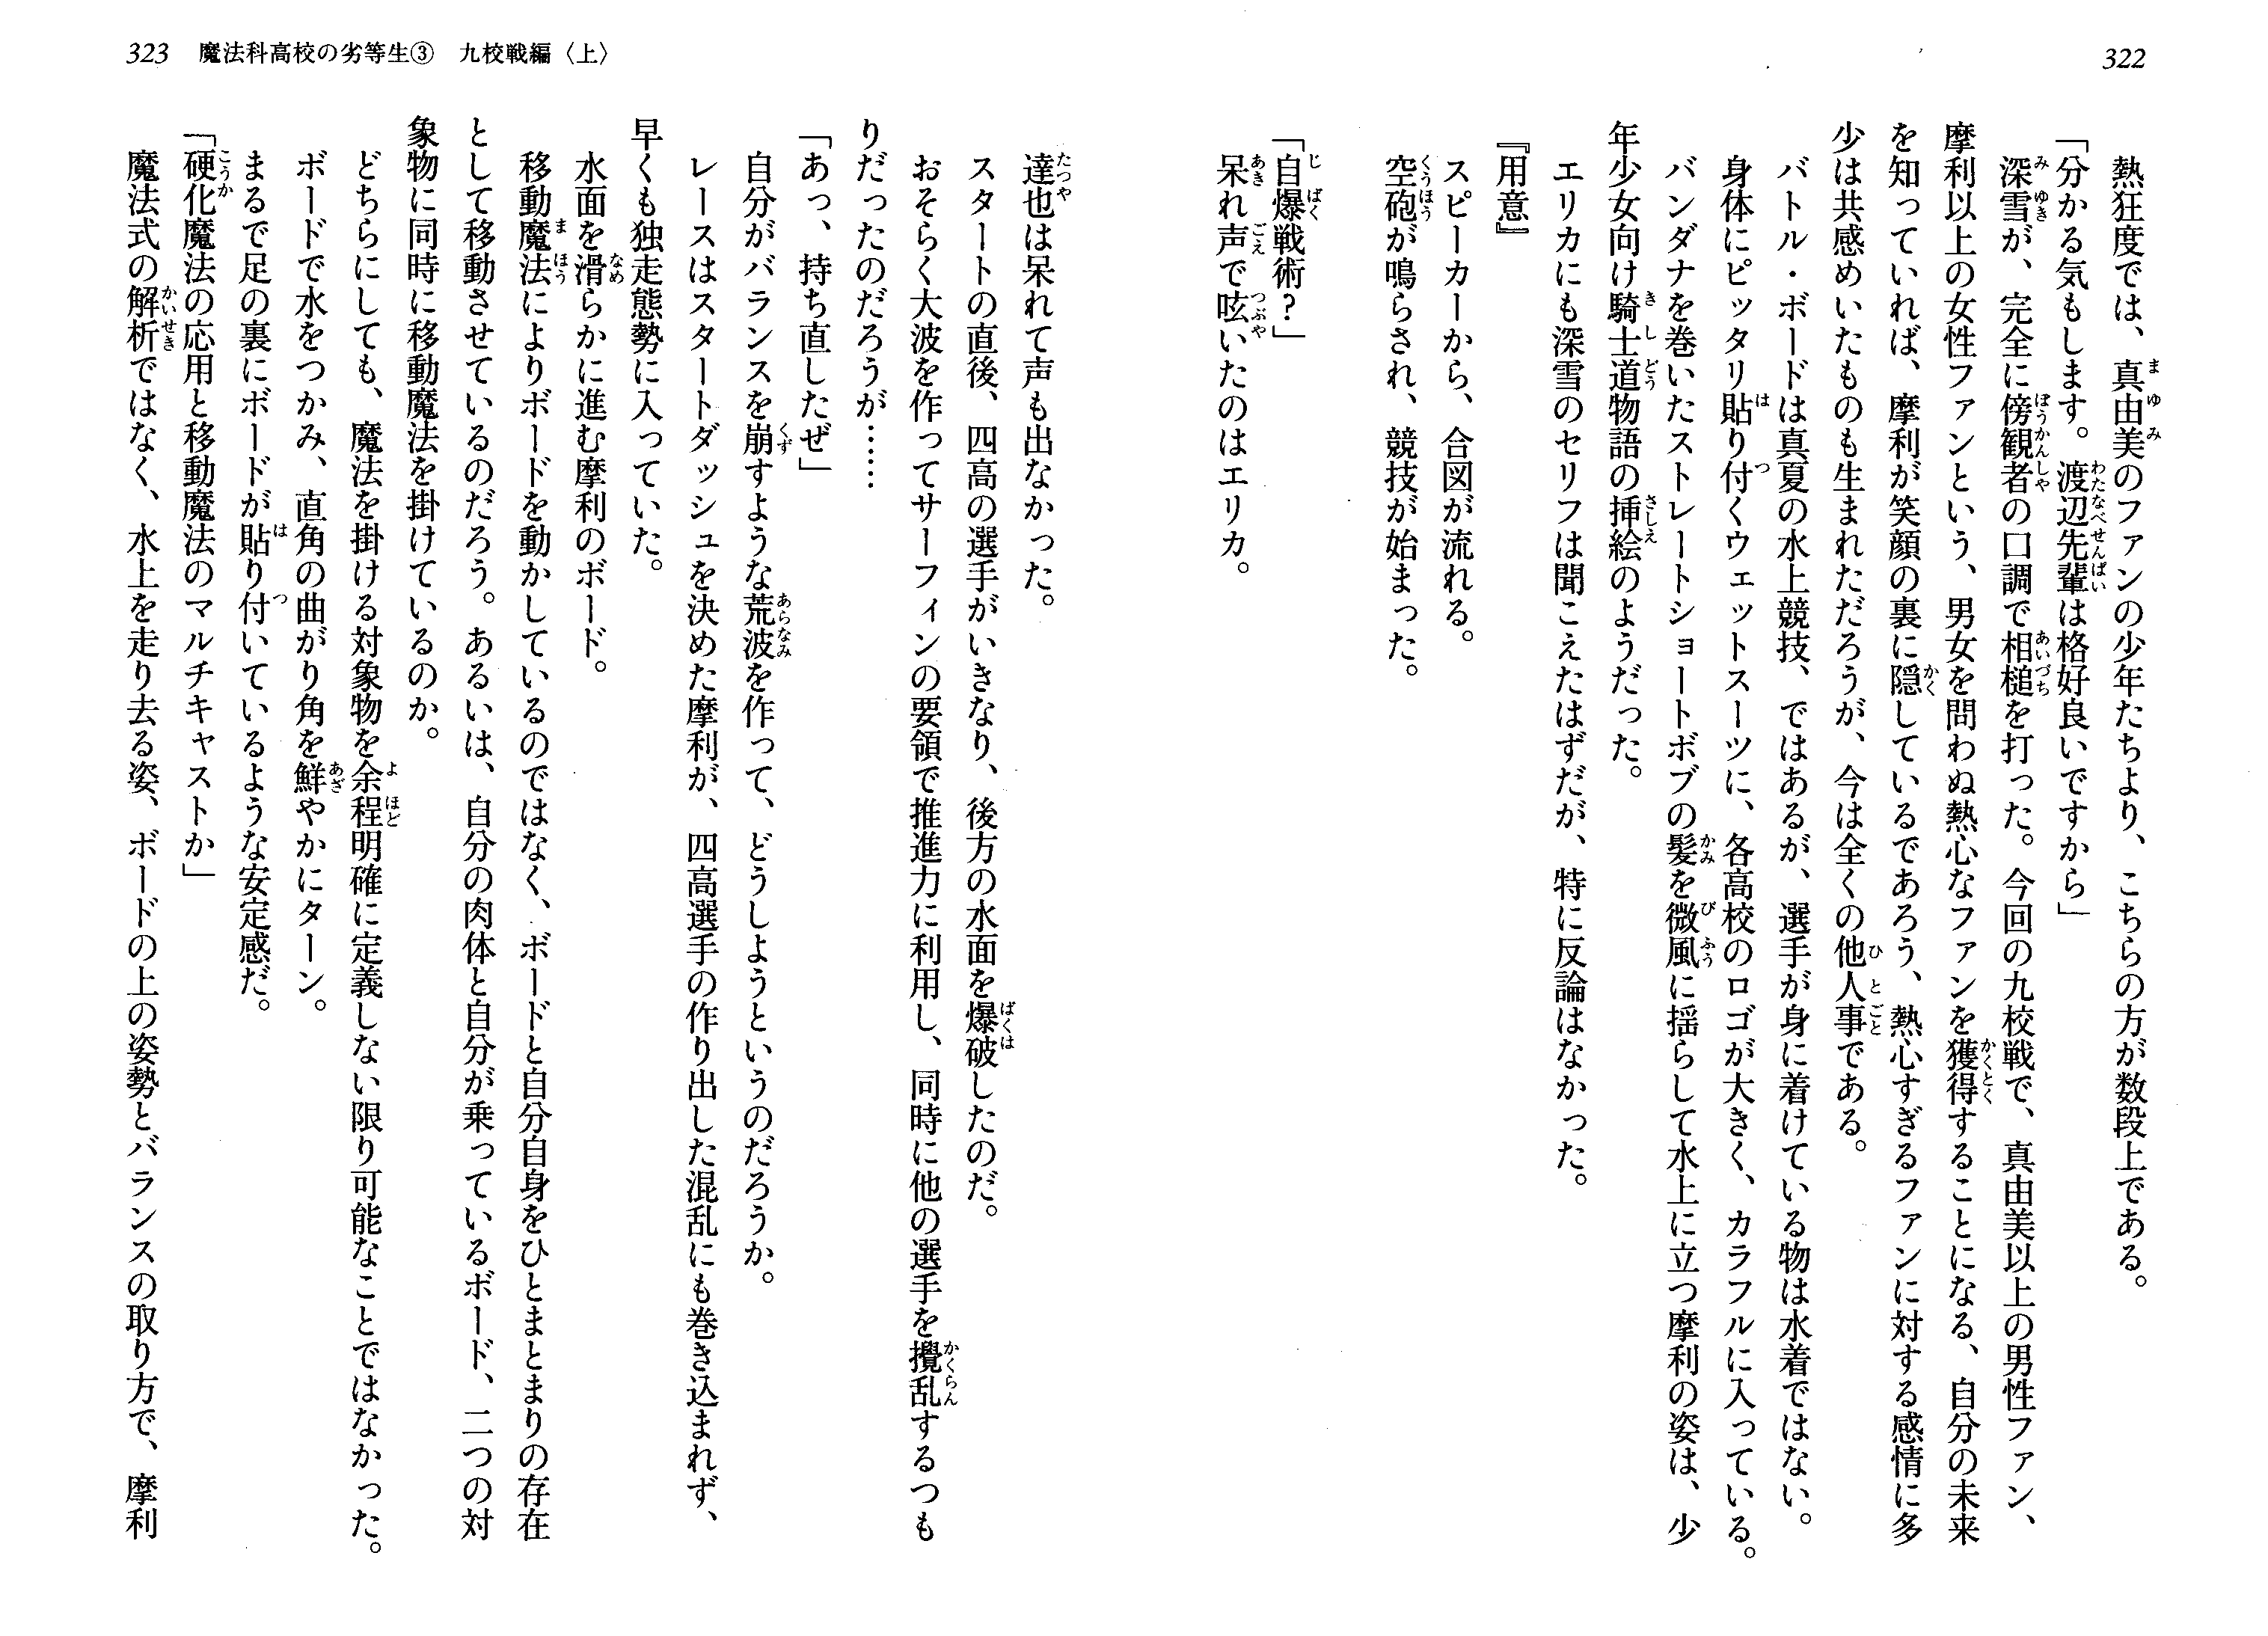 322
熱狂度では、真由美のファンの少年たちより、こちらの方が数段上である。
「分かる気もします。渡辺先輩は格好良いですから」
深雪が、完全に傍観者の口調で相槌を打った。今回の九校戦で、真由美以上の男性ファン、
摩利以上の女性ファンという、男女を問わぬ熱心なファンを獲得することになる、自分の未来
を知っていれば、摩利が笑顔の裏に隠しているであろう、熱心すぎるファンに対する感情に多
少は共感めいたものも生まれただろうが、今は全くの他人事である。
バトル・ボードは真夏の水上競技、ではあるが、選手が身に着けている物は水着ではない。
身体にピッタリ貼り付くウェットスーツに、各高校のロゴが大きく、カラフルに入っている。
バンダナを巻いたストレートショートボブの髪を微風に揺らして水上に立つ摩利の姿は、少
年少女向け騎士道物語の挿絵のようだった。
エリカにも深雪のセリフは聞こえたはずだが、特に反論はなかった。
『用意』
スピーカーから、合図が流れる。
空砲が鳴らされ、競技が始まった。
「自爆戦術?」
呆れ声で呟いたのはエリカ。
323 魔法科高校の劣等生③ 九校戦編〈上〉
達也は呆れて声も出なかった。
スタートの直後、四高の選手がいきなり、後方の水面を爆破したのだ。
おそらく大波を作ってサーフィンの要領で推進力に利用し、同時に他の選手を攪乱するつも
りだったのだろうが……
「あっ、持ち直したぜ」
自分がバランスを崩すような荒波を作って、どうしようというのだろうか。
レースはスタートダッシュを決めた摩利が、四高選手の作り出した混乱にも巻き込まれず、
早くも独走態勢に入っていた。
水面を滑らかに進む摩利のボード。
移動魔法によりボードを動かしているのではなく、ボードと自分自身をひとまとまりの存在
として移動させているのだろう。あるいは、自分の肉体と自分が乗っているボード、二つの対
象物に同時に移動魔法を掛けているのか。
どちらにしても、魔法を掛ける対象物を余程明確に定義しない限り可能なことではなかった。
ボードで水をつかみ、直角の曲がり角を鮮やかにターン。
まるで足の裏にボードが貼り付いているような安定感だ。
「硬化魔法の応用と移動魔法のマルチキャストか」
魔法式の解析ではなく、水上を走り去る姿、ボードの上の姿勢とバランスの取り方で、摩利